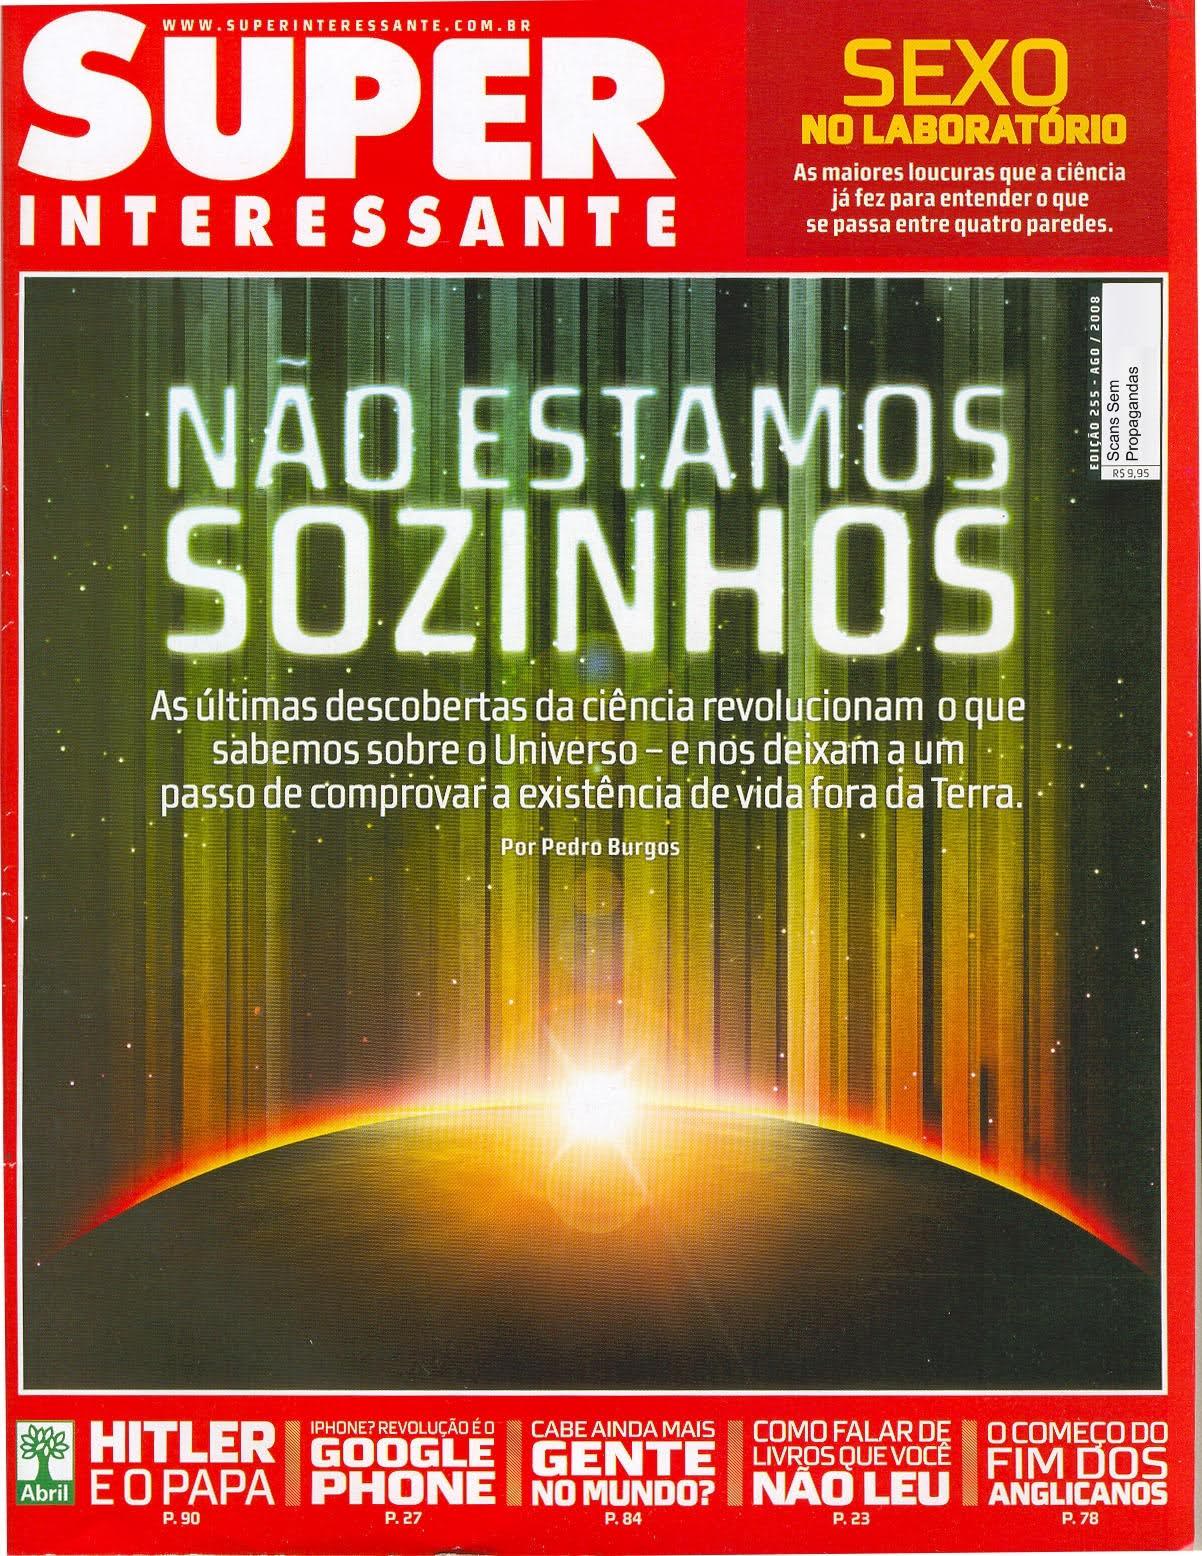 WWW.SUPERINTERESSANTE.COM.BR
SUPER
INTERESSANTE
SEXO
NO LABORATÓRIO
As maiores loucuras que a ciência
já fez para entender o que
se passa entre quatro paredes.
EDIÇÃO 255 - AGO / 2008
Scans Sem
Propagandas
R$ 9,95
NÃO ESTAMOS
SOZINHOS
As últimas descobertas da ciência revolucionam o que
sabemos sobre o Universo – e nos deixam a um
passo de comprovar a existência de vida fora da Terra.
Por Pedro Burgos
Abril
HITLER
E O PAPA
P. 90
IPHONE? REVOLUÇÃO É O
GOOGLE
PHONE
P. 27
CABE AINDA MAIS
GENTE
NO MUNDO?
P. 84
COMO FALAR DE
LIVROS QUE VOCÊ
NÃO LEU
P. 23
O COMEÇO DO
FIM DOS
ANGLICANOS
P. 78